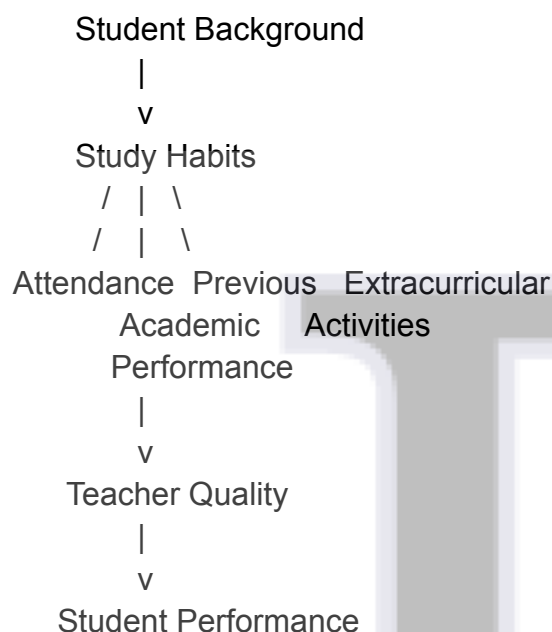 Student Background
|
v
Study Habits
/ | \
/ | \
Attendance Previous Extracurricular
Academic Activities
Performance
|
v
Teacher Quality
|
v
Student Performance